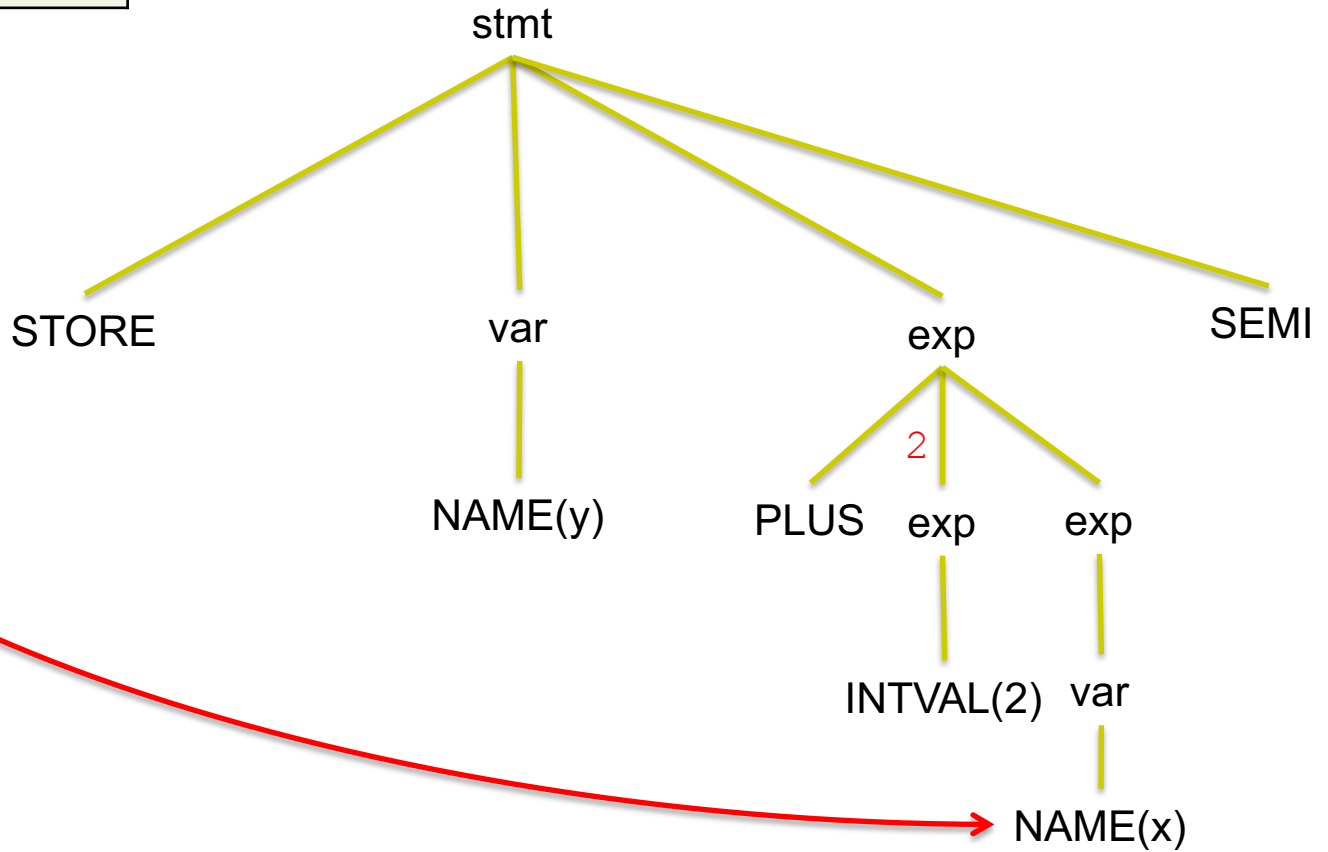 stmt
STORE var exp SEMI
2
NAME(y) PLUS exp exp
INTVAL(2) var
NAME(x)